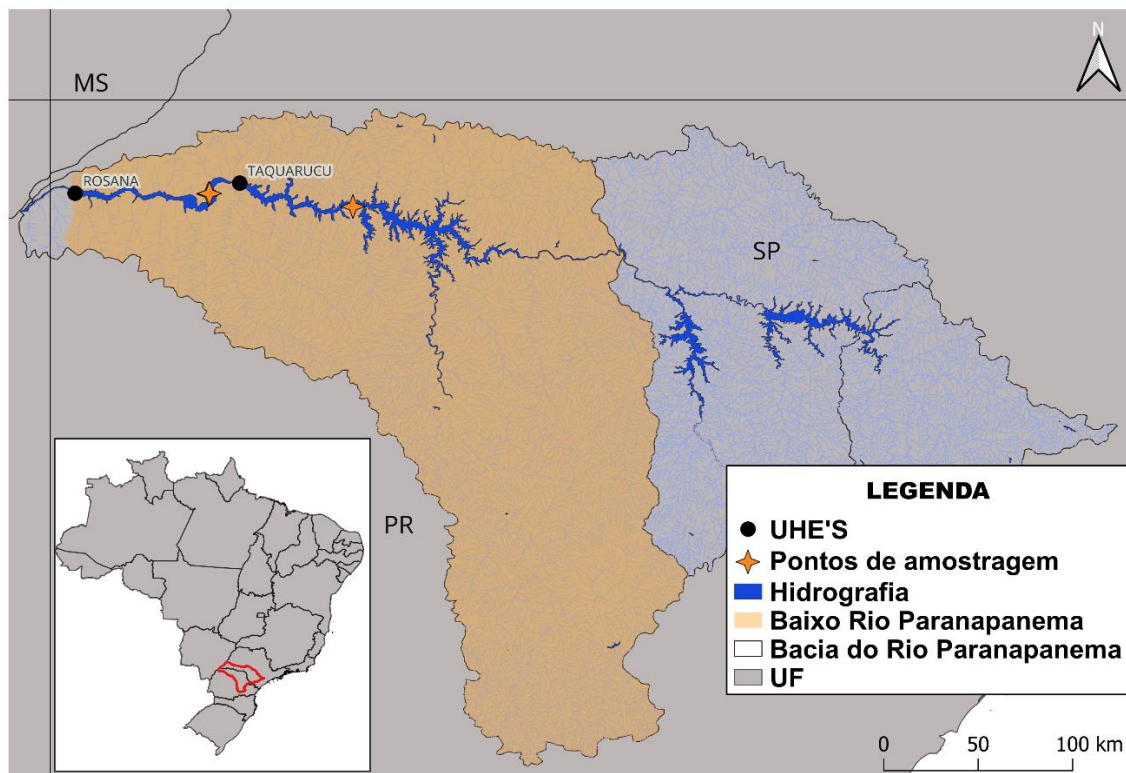 N
MS
TAQUARUCU
ROSANA
SP
PR
LEGENDA
UHE'S
Pontos de amostragem
Hidrografia
Baixo Rio Paranapanema
Bacia do Rio Paranapanema
UF
0 50 100 km